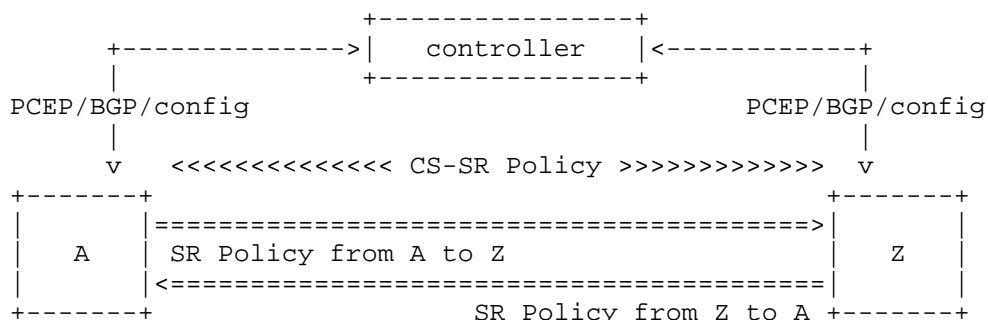 controller
PCEP/BGP/config PCEP/BGP/config
<<<<<<<<<<<<< CS-SR Policy >>>>>>>>>>>>>
A SR Policy from A to Z Z
SR Policy from Z to A